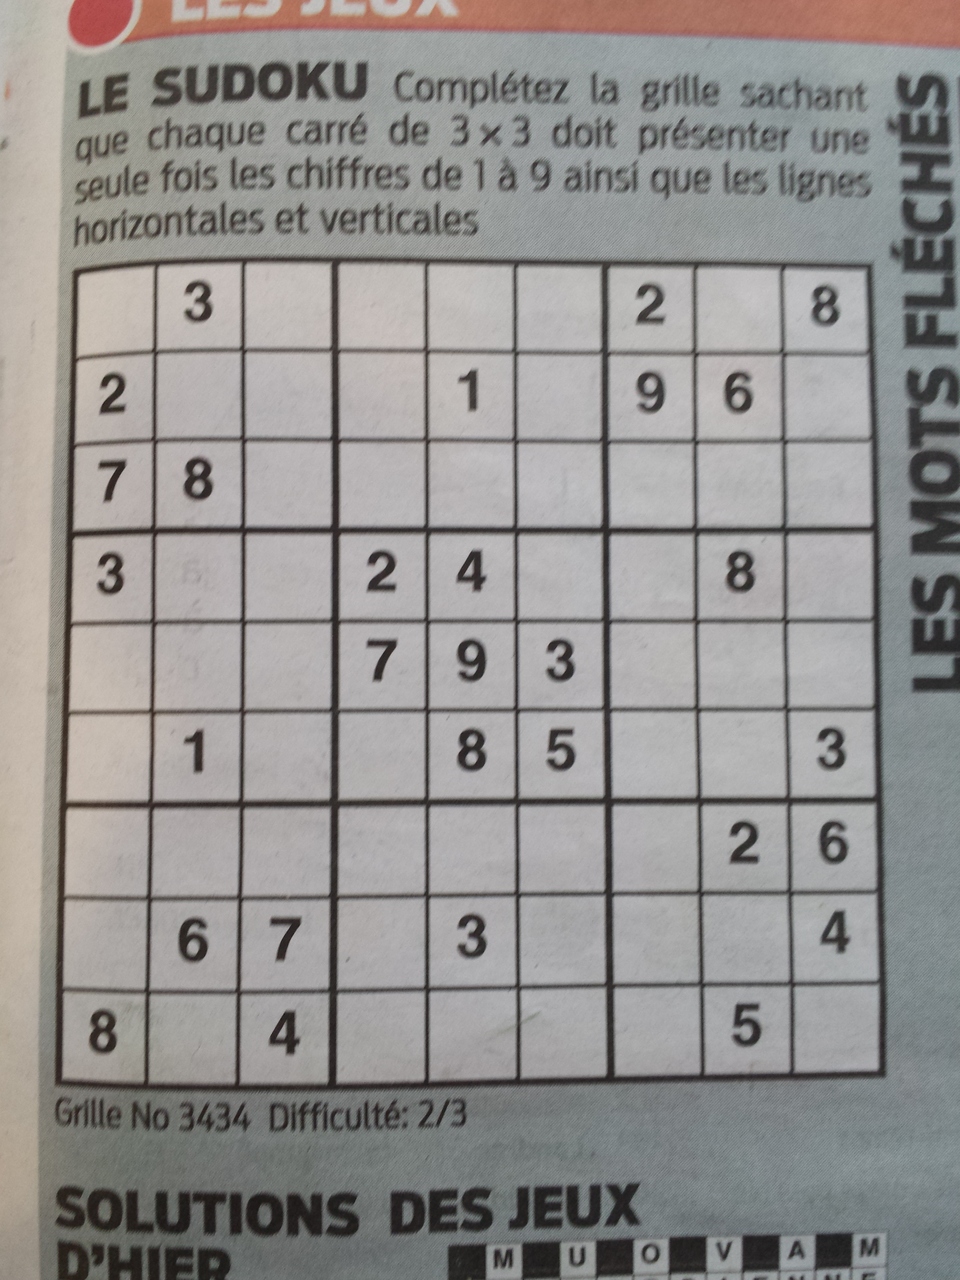 LES JEUX
LE SUDOKU Complétez la grille sachant
que chaque carré de 3 x 3 doit présenter une
seule fois les chiffres de 1 à 9 ainsi que les lignes
horizontales et verticales
3 2 8
2 1 9 6
7 8
3 2 4 8
7 9 3
1 8 5 3
2 6
6 7 3 4
8 4 5
Grille No 3434 Difficulté: 2/3
SOLUTIONS DES JEUX
D'HIER
M U O V A M
LES MOTS FLÉCHÉS